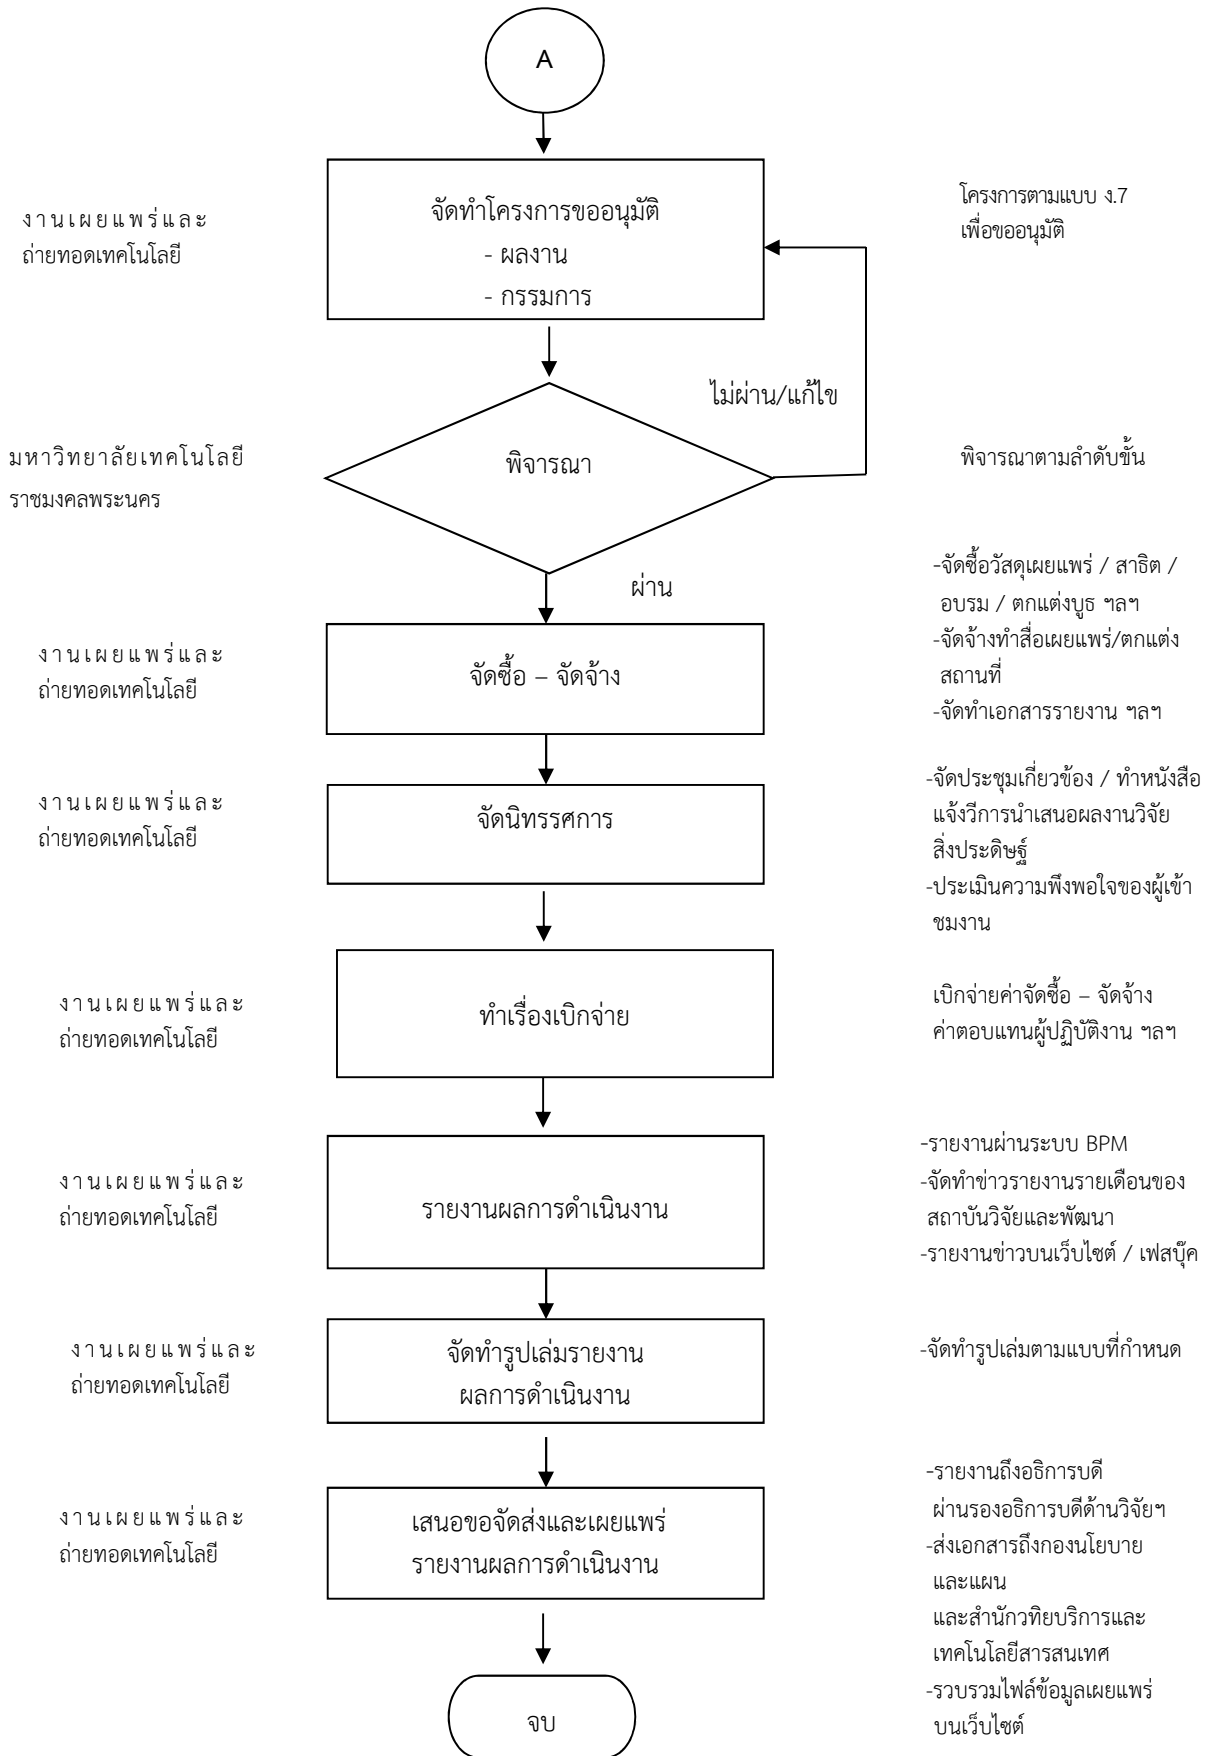 A
งานเผยแพร่และ
ถ่ายทอดเทคโนโลยี
จัดทำโครงการขออนุมัติ
- ผลงาน
- กรรมการ
โครงการตามแบบ ง.7
เพื่อขออนุมัติ
ไม่ผ่าน/แก้ไข
มหาวิทยาลัยเทคโนโลยี
ราชมงคลพระนคร
พิจารณา
พิจารณาตามลำดับขั้น
ผ่าน
งานเผยแพร่และ
ถ่ายทอดเทคโนโลยี
จัดซื้อ – จัดจ้าง
-จัดซื้อวัสดุเผยแพร่ / สาธิต /
อบรม / ตกแต่งบูธ ฯลฯ
-จัดจ้างทำสื่อเผยแพร่/ตกแต่ง
สถานที่
-จัดทำเอกสารรายงาน ฯลฯ
งานเผยแพร่และ
ถ่ายทอดเทคโนโลยี
จัดนิทรรศการ
-จัดประชุมเกี่ยวข้อง / ทำหนังสือ
แจ้งวีการนำเสนอผลงานวิจัย
สิ่งประดิษฐ์
-ประเมินความพึงพอใจของผู้เข้า
ชมงาน
งานเผยแพร่และ
ถ่ายทอดเทคโนโลยี
ทำเรื่องเบิกจ่าย
เบิกจ่ายค่าจัดซื้อ – จัดจ้าง
ค่าตอบแทนผู้ปฏิบัติงาน ฯลฯ
งานเผยแพร่และ
ถ่ายทอดเทคโนโลยี
รายงานผลการดำเนินงาน
-รายงานผ่านระบบ BPM
-จัดทำข่าวรายงานรายเดือนของ
สถาบันวิจัยและพัฒนา
-รายงานข่าวบนเว็บไซต์ / เฟสบุ๊ค
งานเผยแพร่และ
ถ่ายทอดเทคโนโลยี
จัดทำรูปเล่มรายงาน
ผลการดำเนินงาน
-จัดทำรูปเล่มตามแบบที่กำหนด
งานเผยแพร่และ
ถ่ายทอดเทคโนโลยี
เสนอขอจัดส่งและเผยแพร่
รายงานผลการดำเนินงาน
-รายงานถึงอธิการบดี
ผ่านรองอธิการบดีด้านวิจัยฯ
-ส่งเอกสารถึงกองนโยบาย
และแผน
และสำนักวทิยบริการและ
เทคโนโลยีสารสนเทศ
-รวบรวมไฟล์ข้อมูลเผยแพร่
บนเว็บไซต์
จบ